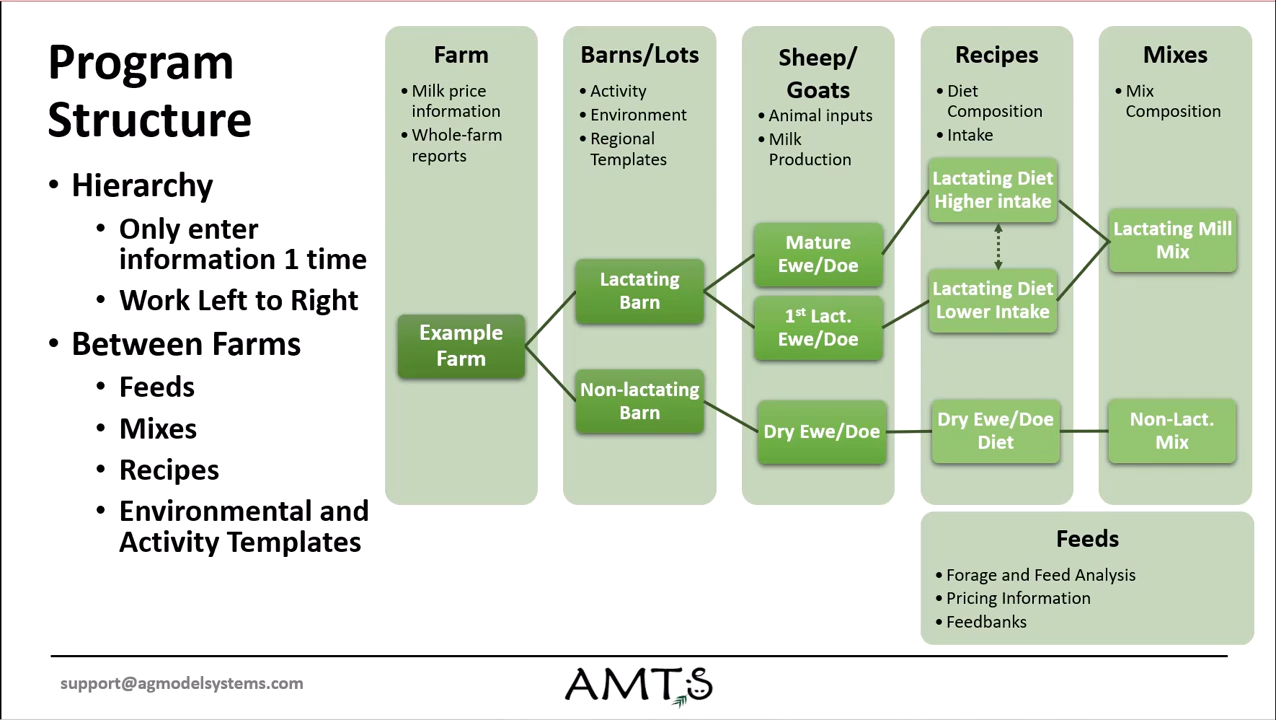 Program
Structure
• Hierarchy
• Only enter
information 1 time
• Work Left to Right
• Between Farms
• Feeds
• Mixes
• Recipes
• Environmental and
Activity Templates
Farm
• Milk price
information
• Whole-farm
reports
Example
Farm
Barns/Lots
• Activity
• Environment
• Regional
Templates
Lactating
Barn
Non-lactating
Barn
Sheep/
Goats
• Animal inputs
• Milk
Production
Mature
Ewe/Doe
1st Lact.
Ewe/Doe
Dry Ewe/Doe
Recipes
• Diet
Composition
• Intake
Lactating Diet
Higher intake
Lactating Diet
Lower Intake
Dry Ewe/Doe
Diet
Mixes
• Mix
Composition
Lactating Mill
Mix
Non-Lact.
Mix
Feeds
• Forage and Feed Analysis
• Pricing Information
• Feedbanks
support@agmodelsystems.com
AMTS